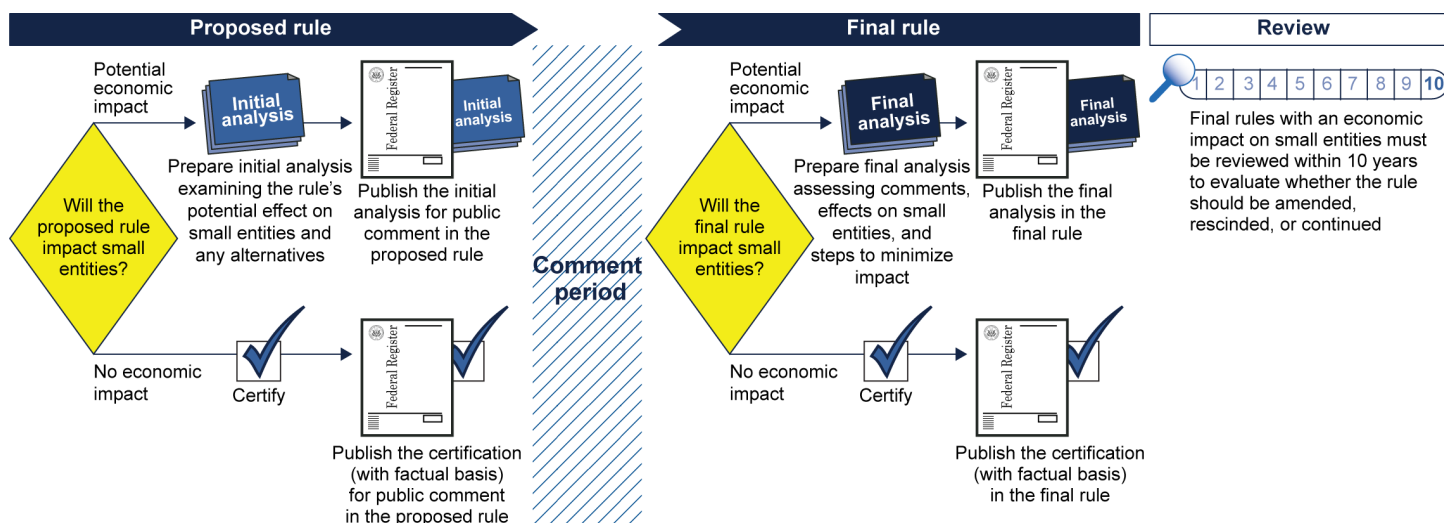 Proposed rule
Potential
economic
impact
Initial
analysis
Prepare initial analysis
examining the rule's
potential effect on
small entities and
any alternatives
Federal Register
Initial
analysis
Publish the initial
analysis for public
comment in the
proposed rule
Will the
proposed rule
impact small
entities?
No economic
impact
Certify
Federal Register
Publish the certification
(with factual basis)
for public comment
in the proposed rule
Comment
period
Final rule
Potential
economic
impact
Final
analysis
Prepare final analysis
assessing comments,
effects on small
entities, and
steps to minimize
impact
Federal Register
Final
analysis
Publish the final
analysis in the
final rule
Will the
final rule
impact small
entities?
No economic
impact
Certify
Federal Register
Publish the certification
(with factual basis)
in the final rule
Review
1 2 3 4 5 6 7 8 9 10
Final rules with an economic
impact on small entities must
be reviewed within 10 years
to evaluate whether the rule
should be amended,
rescinded, or continued